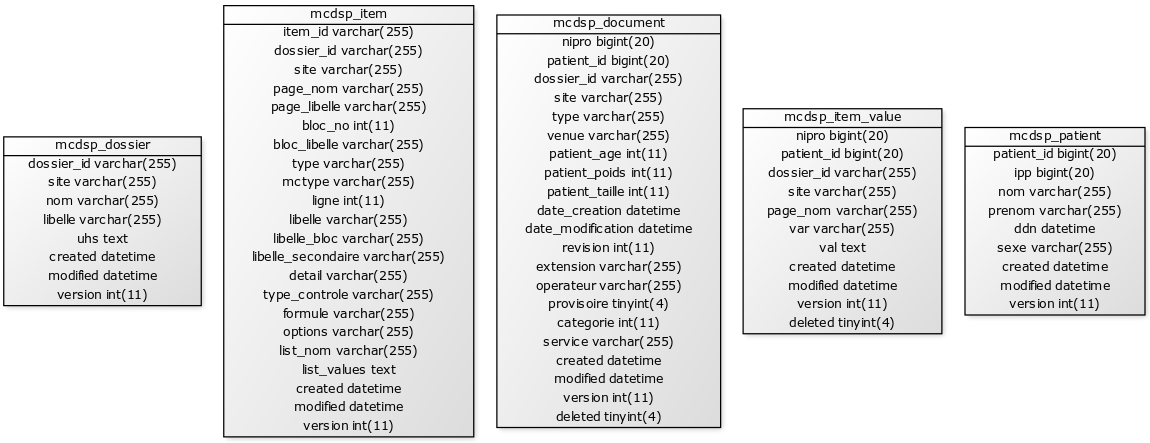 mcdsp_dossier
dossier_id varchar(255)
site varchar(255)
nom varchar(255)
libelle varchar(255)
uhs text
created datetime
modified datetime
version int(11)
mcdsp_item
item_id varchar(255)
dossier_id varchar(255)
site varchar(255)
page_nom varchar(255)
page_libelle varchar(255)
bloc_no int(11)
bloc_libelle varchar(255)
type varchar(255)
mctype varchar(255)
ligne int(11)
libelle varchar(255)
libelle_bloc varchar(255)
libelle_secondaire varchar(255)
detail varchar(255)
type_controle varchar(255)
formule varchar(255)
options varchar(255)
list_nom varchar(255)
list_values text
created datetime
modified datetime
version int(11)
mcdsp_document
nipro bigint(20)
patient_id bigint(20)
dossier_id varchar(255)
site varchar(255)
type varchar(255)
venue varchar(255)
patient_age int(11)
patient_poids int(11)
patient_taille int(11)
date_creation datetime
date_modification datetime
revision int(11)
extension varchar(255)
operateur varchar(255)
provisoire tinyint(4)
categorie int(11)
service varchar(255)
created datetime
modified datetime
version int(11)
deleted tinyint(4)
mcdsp_item_value
nipro bigint(20)
patient_id bigint(20)
dossier_id varchar(255)
site varchar(255)
page_nom varchar(255)
var varchar(255)
val text
created datetime
modified datetime
version int(11)
deleted tinyint(4)
mcdsp_patient
patient_id bigint(20)
ipp bigint(20)
nom varchar(255)
prenom varchar(255)
ddn datetime
sexe varchar(255)
created datetime
modified datetime
version int(11)